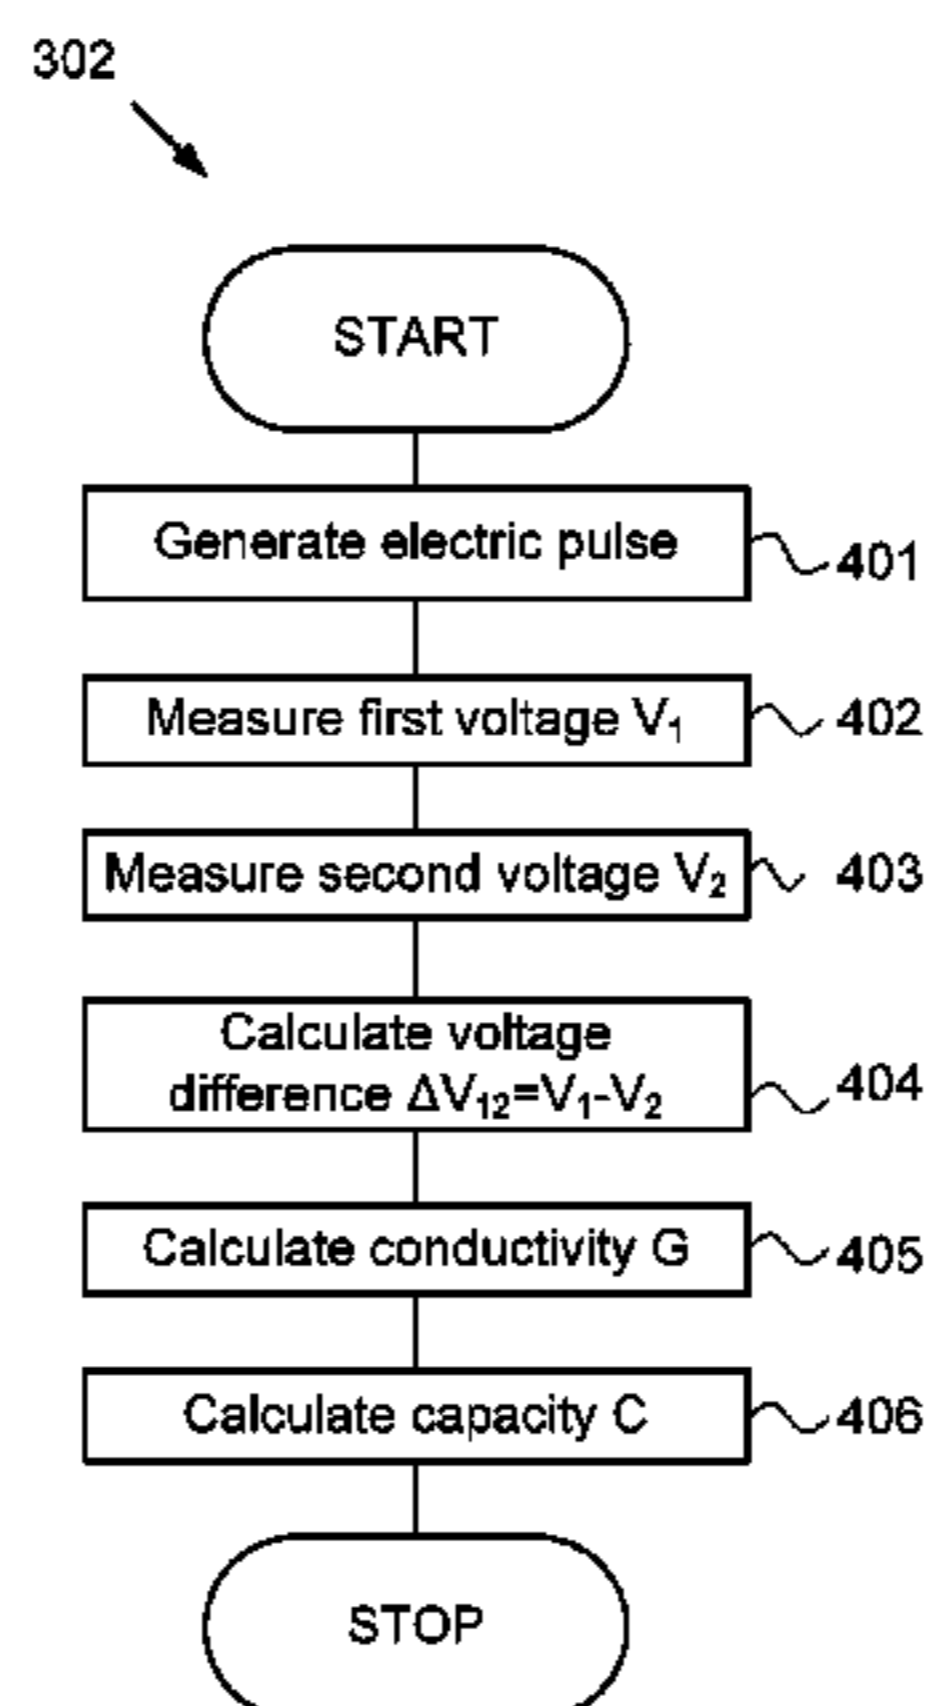 302
START
Generate electric pulse
401
Measure first voltage V₁
402
Measure second voltage V₂
403
Calculate voltage
difference ΔV₁₂=V₁-V₂
404
Calculate conductivity G
405
Calculate capacity C
406
STOP